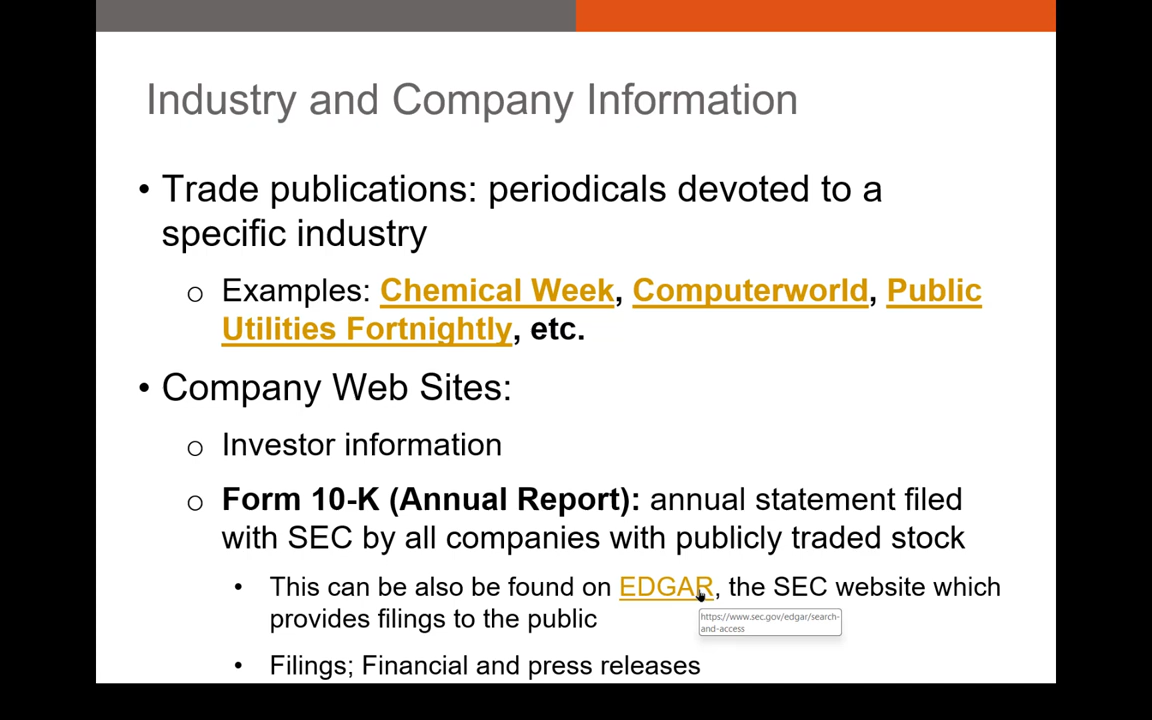 Industry and Company Information
• Trade publications: periodicals devoted to a
specific industry
o Examples: Chemical Week, Computerworld, Public
Utilities Fortnightly, etc.
• Company Web Sites:
o Investor information
o Form 10-K (Annual Report): annual statement filed
with SEC by all companies with publicly traded stock
• This can be also be found on EDGAR, the SEC website which
provides filings to the public
https://www.sec.gov/edgar/search-
and-access
• Filings; Financial and press releases